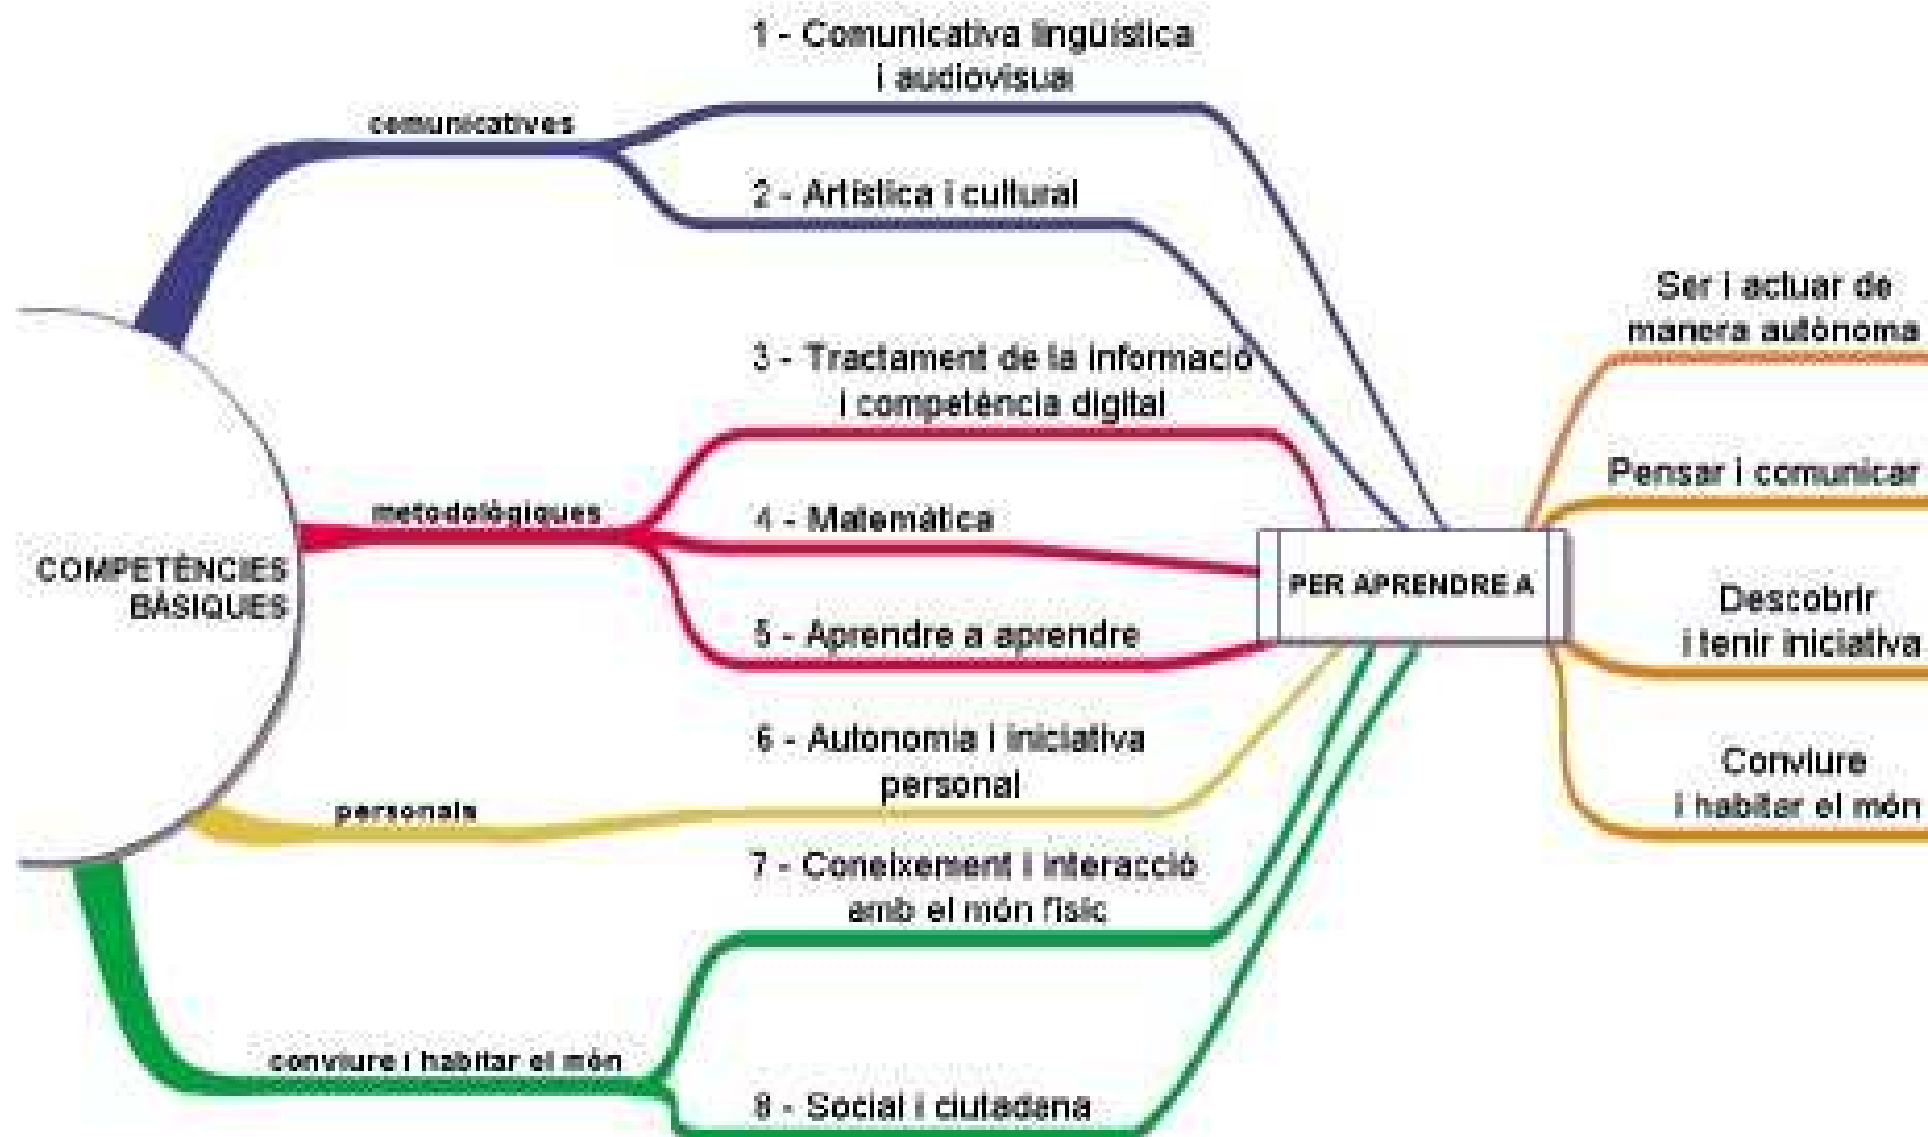 COMPETÈNCIES
BÀSIQUES
comunicatives
1 - Comunicativa lingüística
i audiovisual
2 - Artística i cultural
metodològiques
3 - Tractament de la informació
i competència digital
4 - Matemàtica
5 - Aprendre a aprendre
personals
6 - Autonomia i iniciativa
personal
conviure i habitar el món
7 - Coneixement i interacció
amb el món físic
8 - Social i ciutadana
PER APRENDRE A
Ser i actuar de
manera autònoma
Pensar i comunicar
Descobrir
i tenir iniciativa
Conviure
i habitar el món